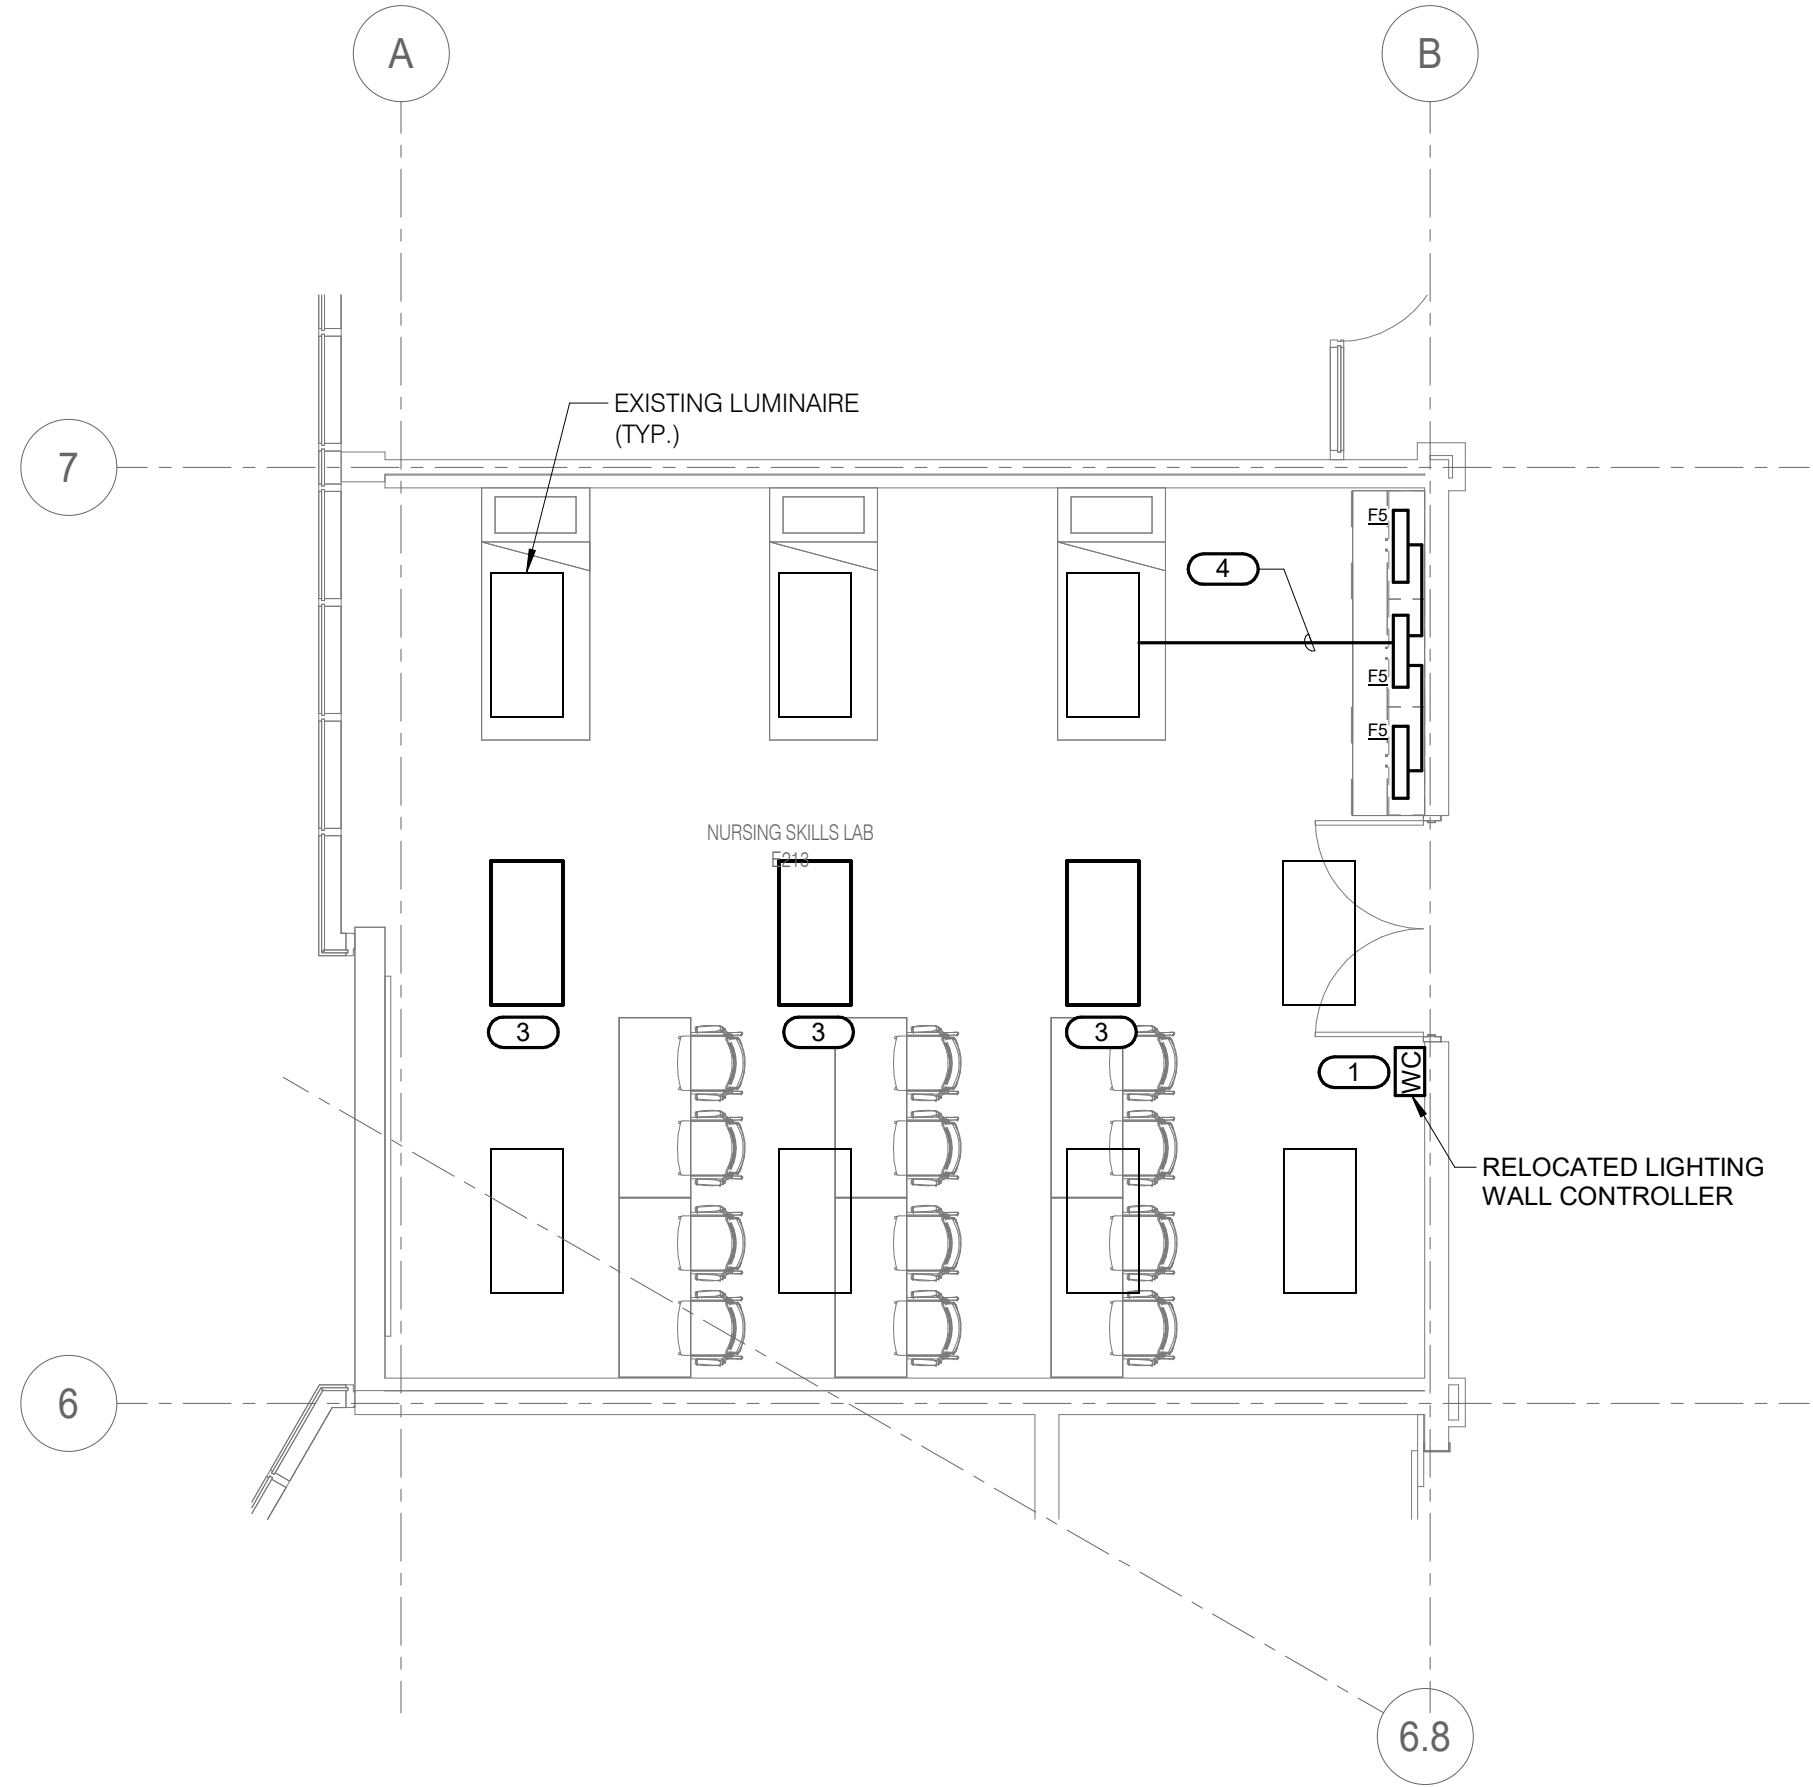 A
B
EXISTING LUMINAIRE
(TYP.)
7
F5
4
F5
F5
NURSING SKILLS LAB
E213
3
3
3
1
WC
RELOCATED LIGHTING
WALL CONTROLLER
6
6.8